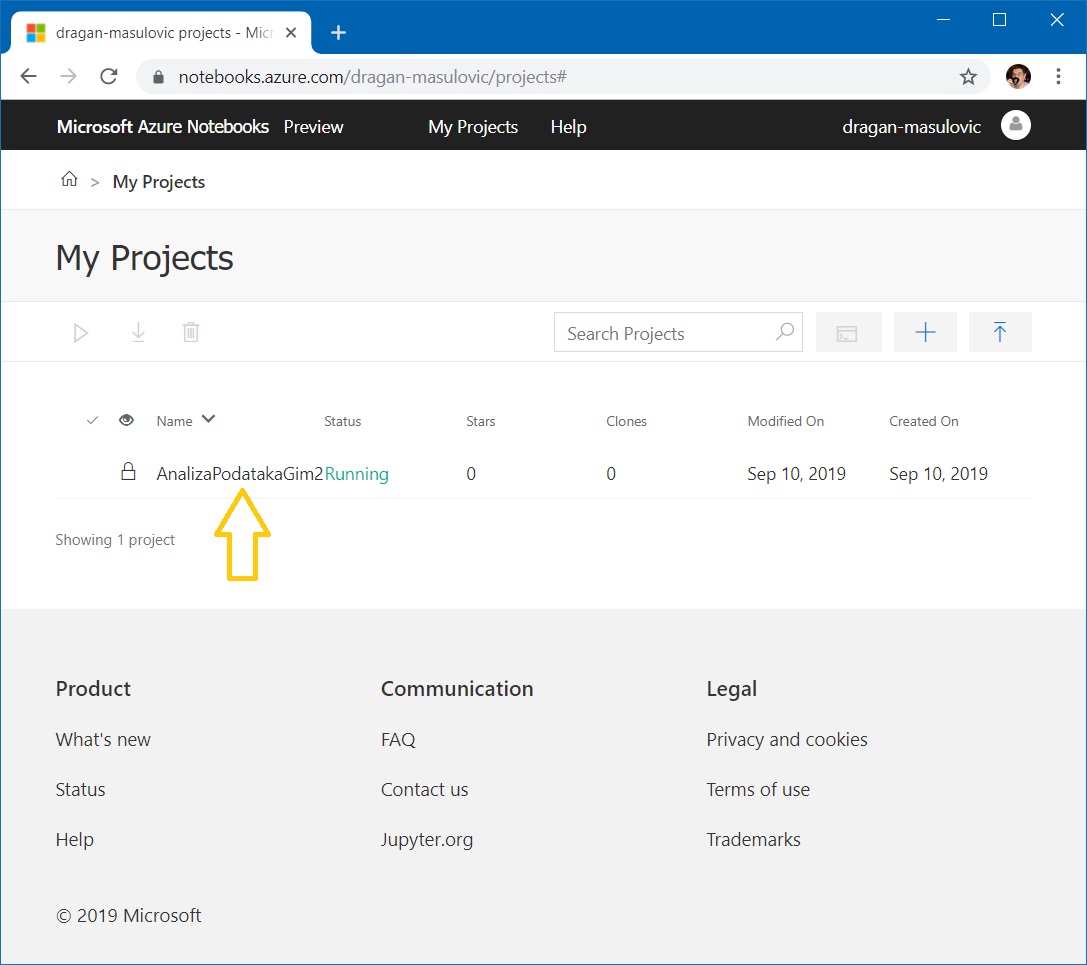 dragan-masulovic projects - Micr
notebooks.azure.com/dragan-masulovic/projects#
Microsoft Azure Notebooks Preview My Projects Help dragan-masulovic
> My Projects
My Projects
Search Projects
Name Status Stars Clones Modified On Created On
AnalizaPodatakaGim2 Running 0 0 Sep 10, 2019 Sep 10, 2019
Showing 1 project
Product Communication Legal
What's new FAQ Privacy and cookies
Status Contact us Terms of use
Help Jupyter.org Trademarks
© 2019 Microsoft